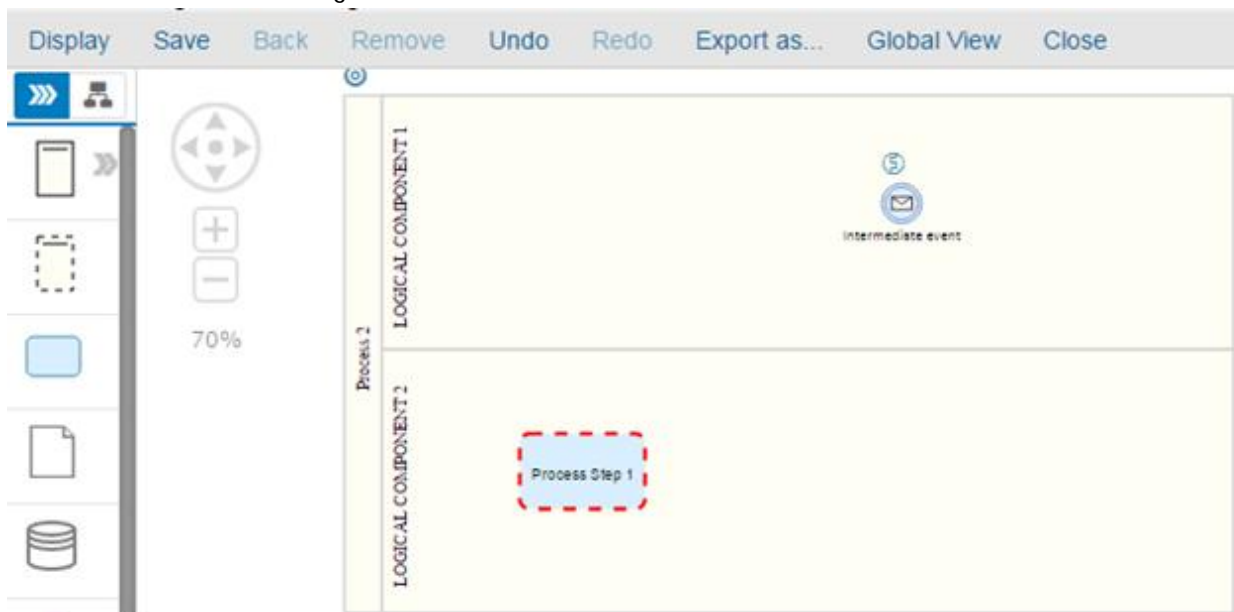 Display Save Back Remove Undo Redo Export as... Global View Close
LOGICAL COMPONENT 1
Intermediate event
70%
Process 2
LOGICAL COMPONENT 2
Process Step 1